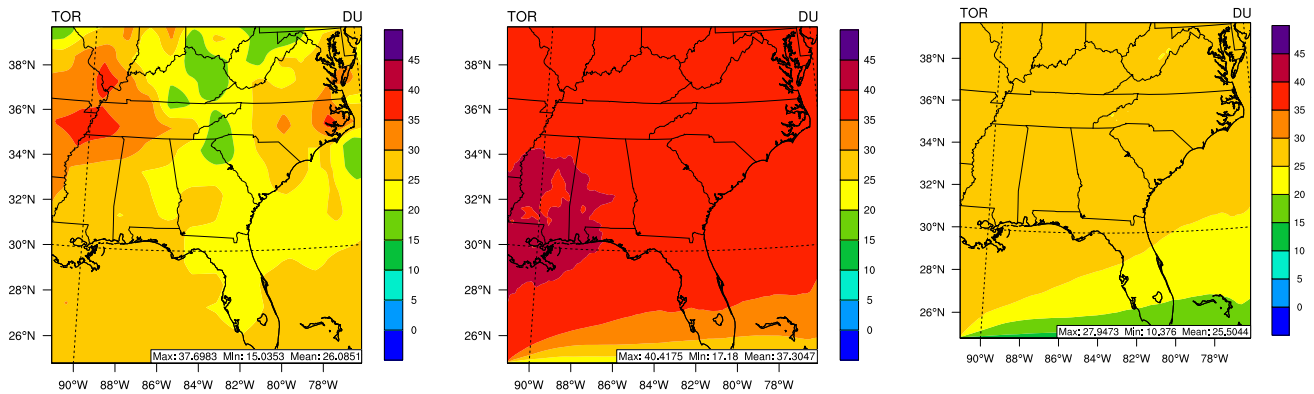 TOR DU
45
40
35
30
25
20
15
10
5
0
38°N
36°N
34°N
32°N
30°N
28°N
26°N
Max: 37.6983 Min: 15.0353 Mean: 26.0851
90°W 88°W 86°W 84°W 82°W 80°W 78°W
TOR DU
45
40
35
30
25
20
15
10
5
0
38°N
36°N
34°N
32°N
30°N
28°N
26°N
Max: 40.4175 Min: 17.18 Mean: 37.3047
90°W 88°W 86°W 84°W 82°W 80°W 78°W
TOR DU
45
40
35
30
25
20
15
10
5
0
38°N
36°N
34°N
32°N
30°N
28°N
26°N
Max: 27.9473 Min: 10.376 Mean: 25.5044
90°W 88°W 86°W 84°W 82°W 80°W 78°W